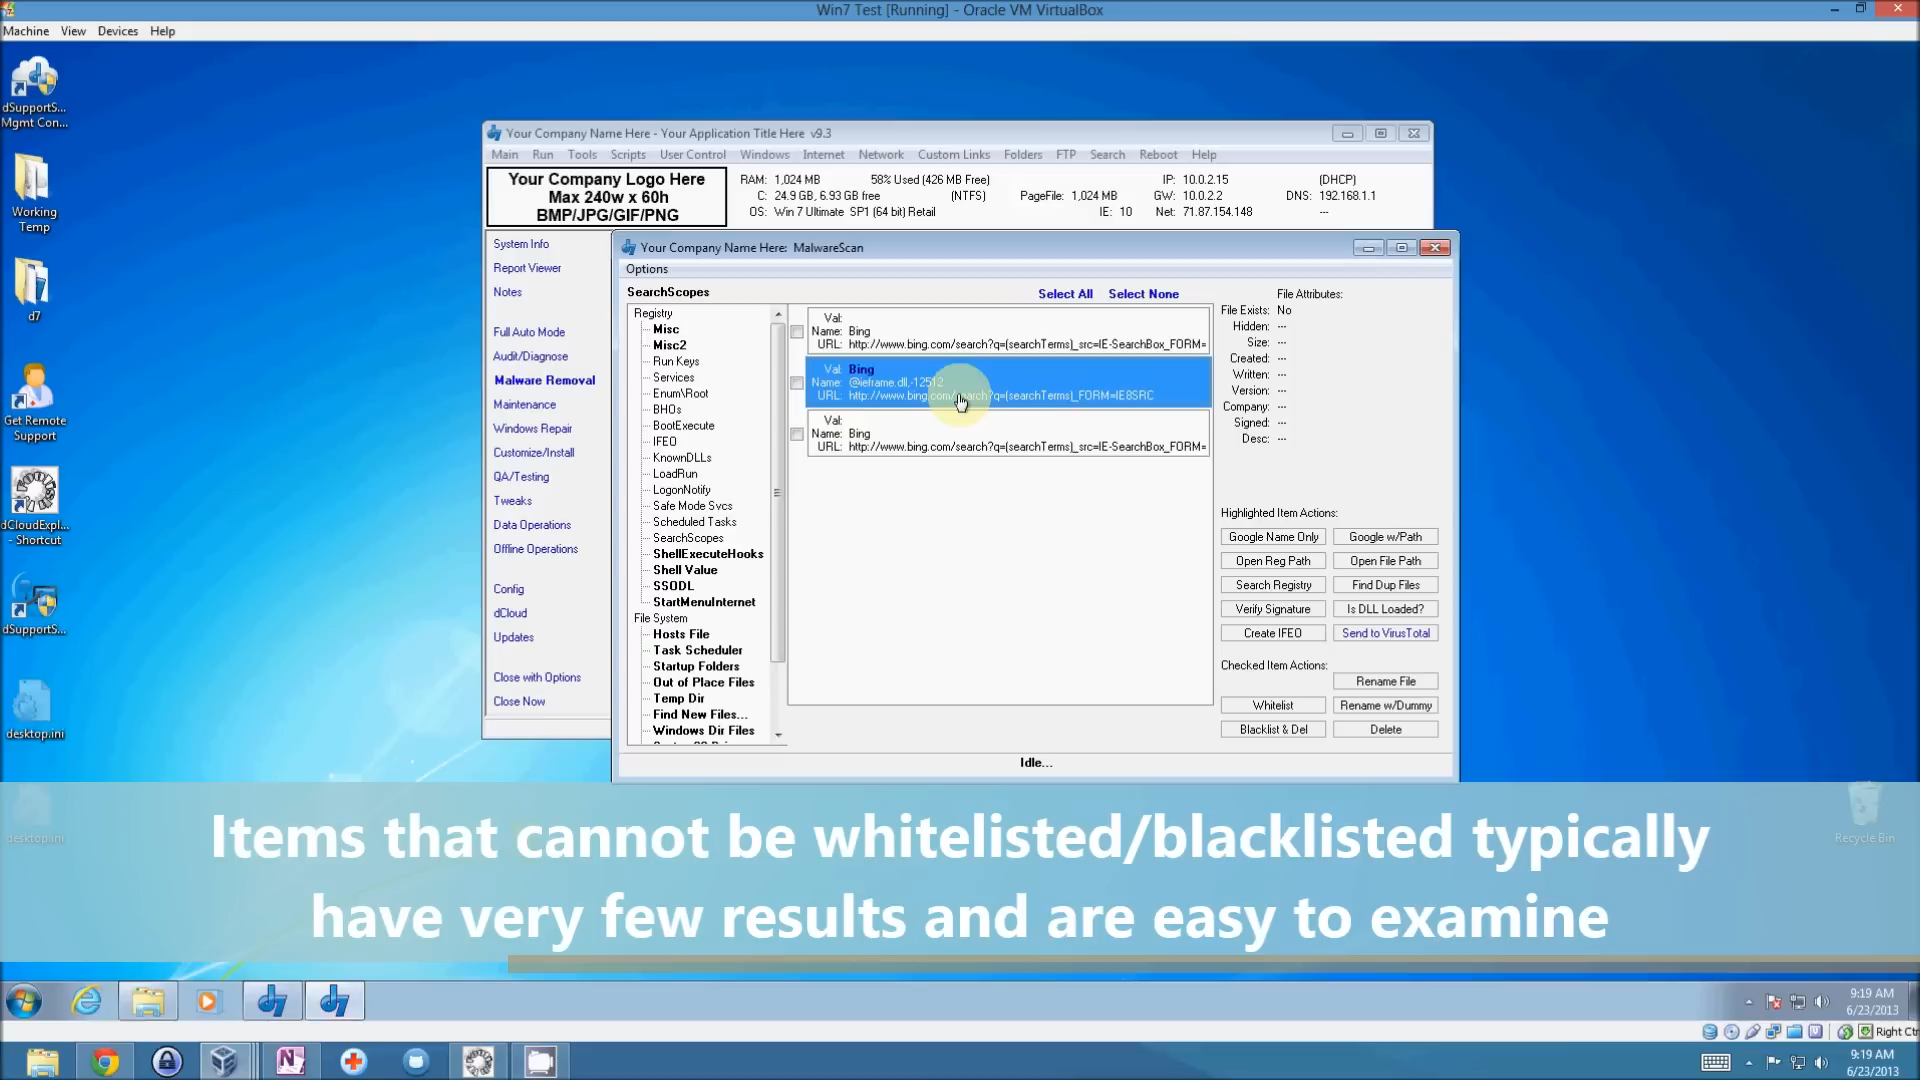 Win7 Test [Running] - Oracle VM VirtualBox
Machine View Devices Help
dSupportS...
Mgmt Con...
Working
Temp
d7
Get Remote
Support
dCloudExpl...
- Shortcut
dSupportS...
desktop.ini
desktop.ini
Recycle Bin
Your Company Name Here - Your Application Title Here v9.3
Main Run Tools Scripts User Control Windows Internet Network Custom Links Folders FTP Search Reboot Help
Your Company Logo Here
Max 240w x 60h
BMP/JPG/GIF/PNG
RAM: 1,024 MB 58% Used (426 MB Free) IP: 10.0.2.15 (DHCP)
C: 24.9 GB, 6.93 GB free (NTFS) PageFile: 1,024 MB GW: 10.0.2.2 DNS: 192.168.1.1
OS: Win 7 Ultimate SP1 (64 bit) Retail IE: 10 Net: 71.87.154.148 ---
System Info
Report Viewer
Notes
Full Auto Mode
Audit/Diagnose
Malware Removal
Maintenance
Windows Repair
Customize/Install
QA/Testing
Tweaks
Data Operations
Offline Operations
Config
dCloud
Updates
Close with Options
Close Now
Your Company Name Here: MalwareScan
Options
SearchScopes
Select All Select None
Registry
Misc
Misc2
Run Keys
Services
Enum\Root
BHOs
BootExecute
IFEO
KnownDLLs
LoadRun
LogonNotify
Safe Mode Svcs
Scheduled Tasks
SearchScopes
ShellExecuteHooks
Shell Value
SSODL
StartMenuInternet
File System
Hosts File
Task Scheduler
Startup Folders
Out of Place Files
Temp Dir
Find New Files...
Windows Dir Files
Val:
Name: Bing
URL: http://www.bing.com/search?q={searchTerms}_src=IE-SearchBox_FORM=
Val: Bing
Name: @ieframe.dll,-12512
URL: http://www.bing.com/search?q={searchTerms}_FORM=IE8SRC
Val:
Name: Bing
URL: http://www.bing.com/search?q={searchTerms}_src=IE-SearchBox_FORM=
File Attributes:
File Exists: No
Hidden: ---
Size: ---
Created: ---
Written: ---
Version: ---
Company: ---
Signed: ---
Desc: ---
Highlighted Item Actions:
Google Name Only Google w/Path
Open Reg Path Open File Path
Search Registry Find Dup Files
Verify Signature Is DLL Loaded?
Create IFEO Send to VirusTotal
Checked Item Actions:
Rename File
Whitelist Rename w/Dummy
Blacklist & Del Delete
Idle...
Items that cannot be whitelisted/blacklisted typically
have very few results and are easy to examine
9:19 AM
6/23/2013
Right Ctr
9:19 AM
6/23/2013